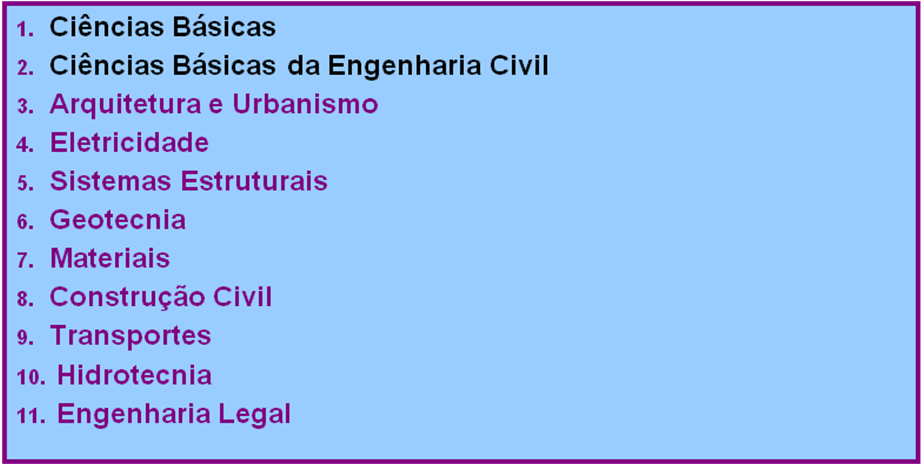 1. Ciências Básicas
2. Ciências Básicas da Engenharia Civil
3. Arquitetura e Urbanismo
4. Eletricidade
5. Sistemas Estruturais
6. Geotecnia
7. Materiais
8. Construção Civil
9. Transportes
10. Hidrotecnia
11. Engenharia Legal